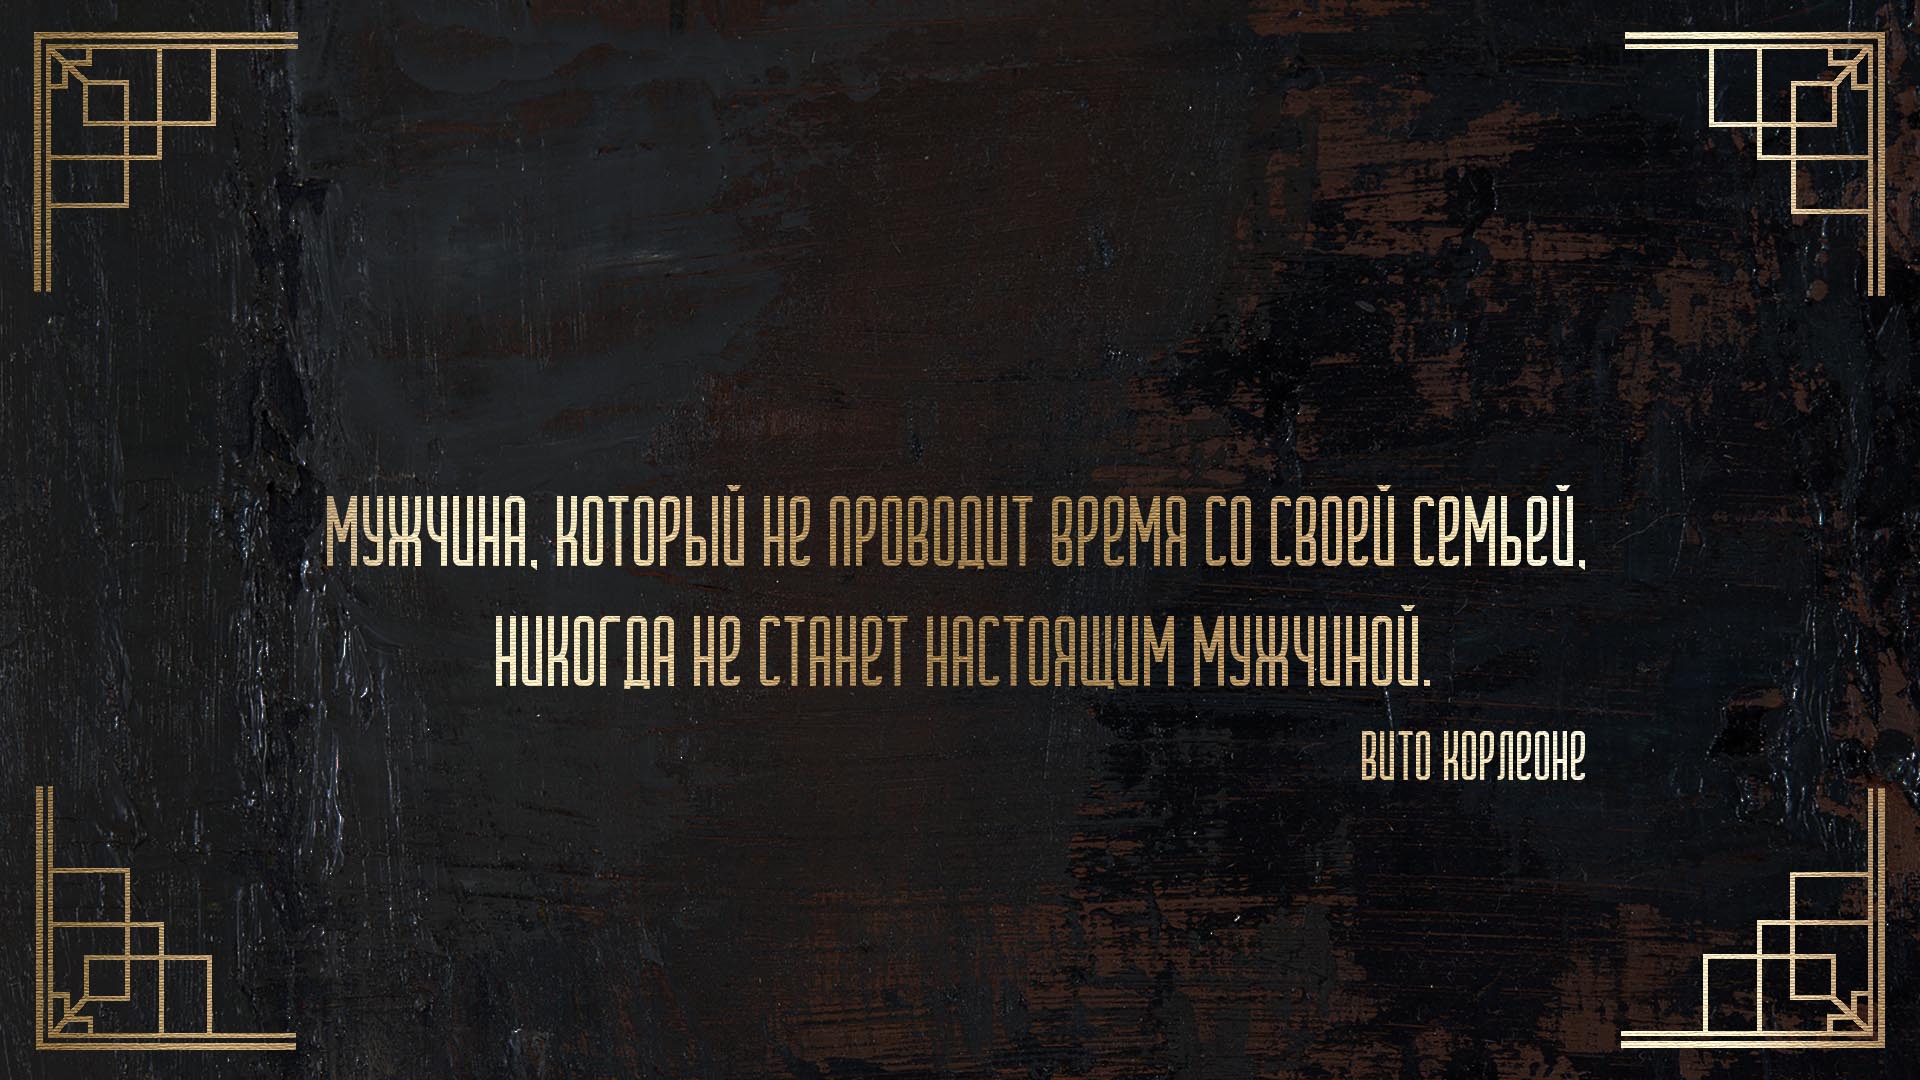 МУЖЧИНА, КОТОРЫЙ НЕ ПРОВОДИТ ВРЕМЯ СО СВОЕЙ СЕМЬЕЙ,
НИКОГДА НЕ СТАНЕТ НАСТОЯЩИМ МУЖЧИНОЙ.
ВИТО КОРЛЕОНЕ